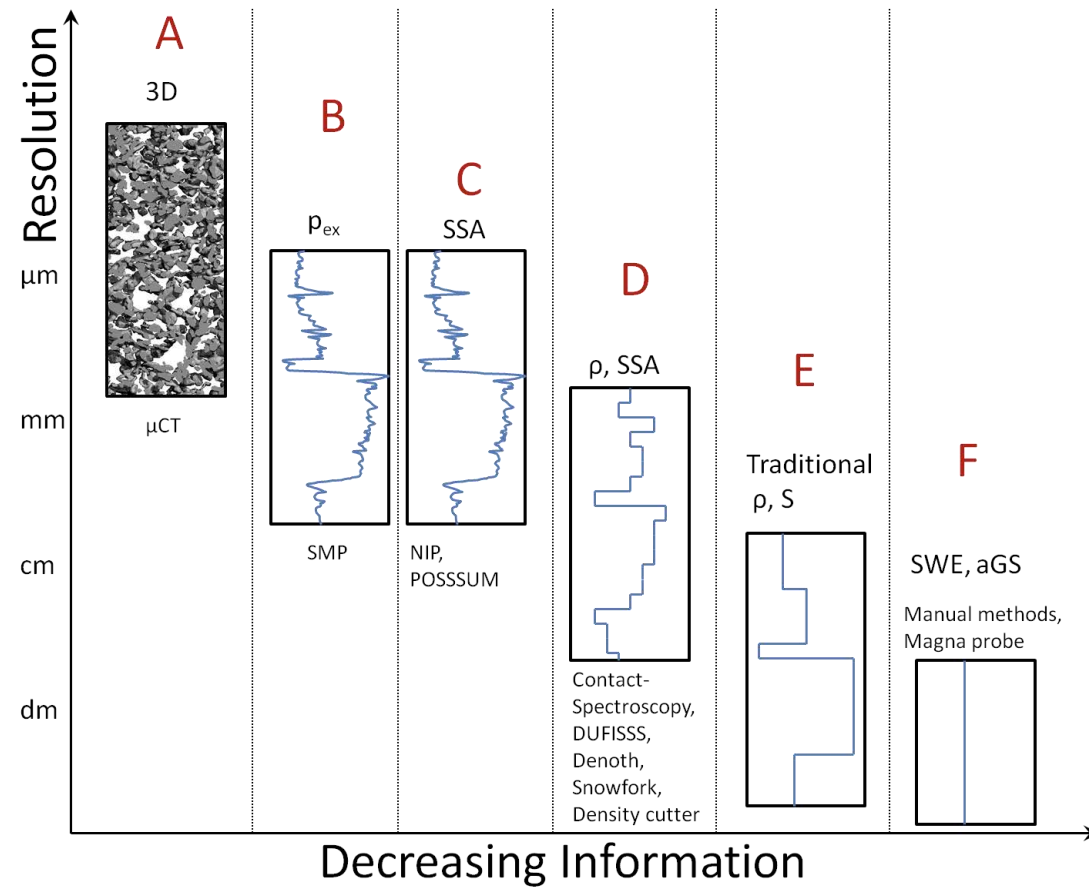 Resolution
μm
mm
cm
dm
A
3D
μCT
B
pex
SMP
C
SSA
NIP,
POSSSUM
D
ρ, SSA
Contact-
Spectroscopy,
DUFISSS,
Denoth,
Snowfork,
Density cutter
E
Traditional
ρ, S
F
SWE, aGS
Manual methods,
Magna probe
Decreasing Information